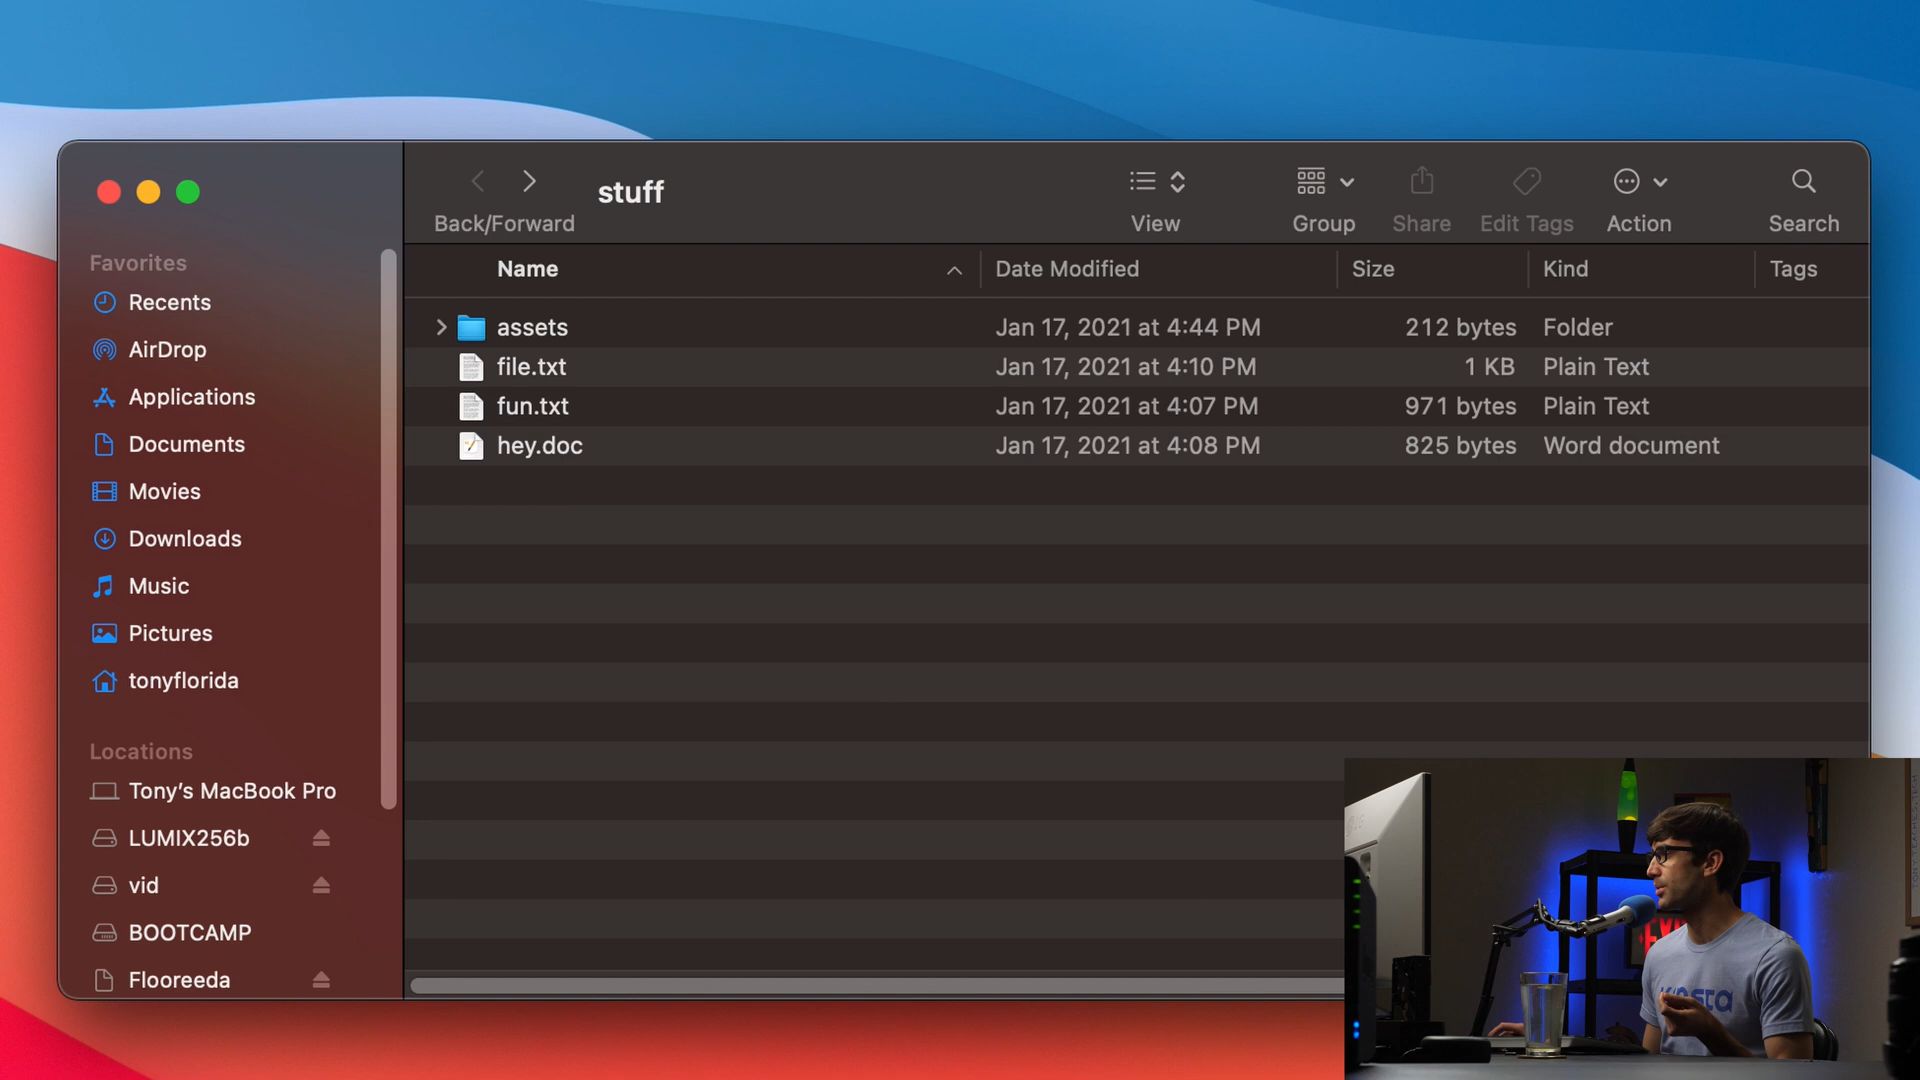 stuff
Back/Forward
View
Group
Share
Edit Tags
Action
Search
Favorites
Recents
AirDrop
Applications
Documents
Movies
Downloads
Music
Pictures
tonyflorida
Locations
Tony’s MacBook Pro
LUMIX256b
vid
BOOTCAMP
Flooreeda
Name Date Modified Size Kind Tags
assets Jan 17, 2021 at 4:44 PM 212 bytes Folder
file.txt Jan 17, 2021 at 4:10 PM 1 KB Plain Text
fun.txt Jan 17, 2021 at 4:07 PM 971 bytes Plain Text
hey.doc Jan 17, 2021 at 4:08 PM 825 bytes Word document